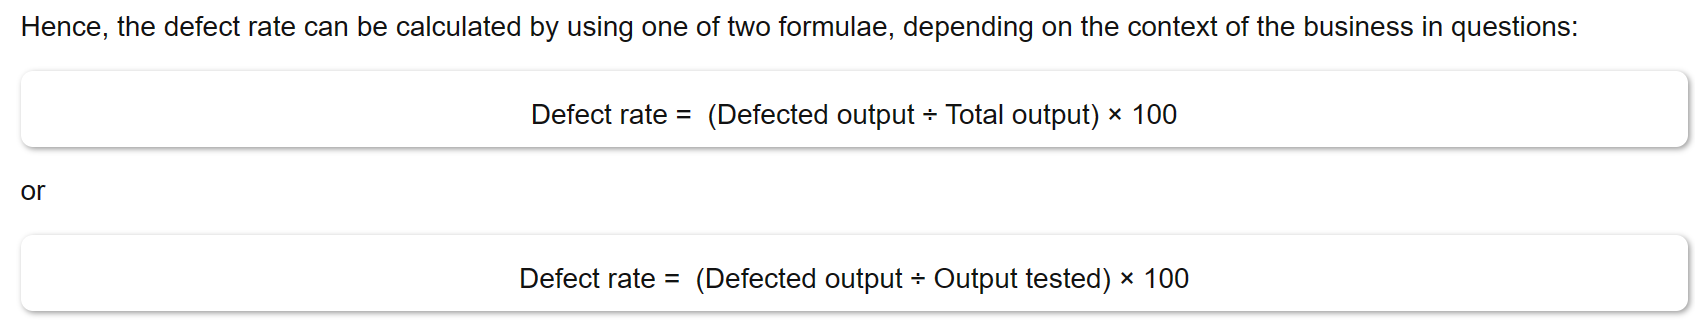 Hence, the defect rate can be calculated by using one of two formulae, depending on the context of the business in questions:
Defect rate = (Defected output ÷ Total output) × 100
or
Defect rate = (Defected output ÷ Output tested) × 100